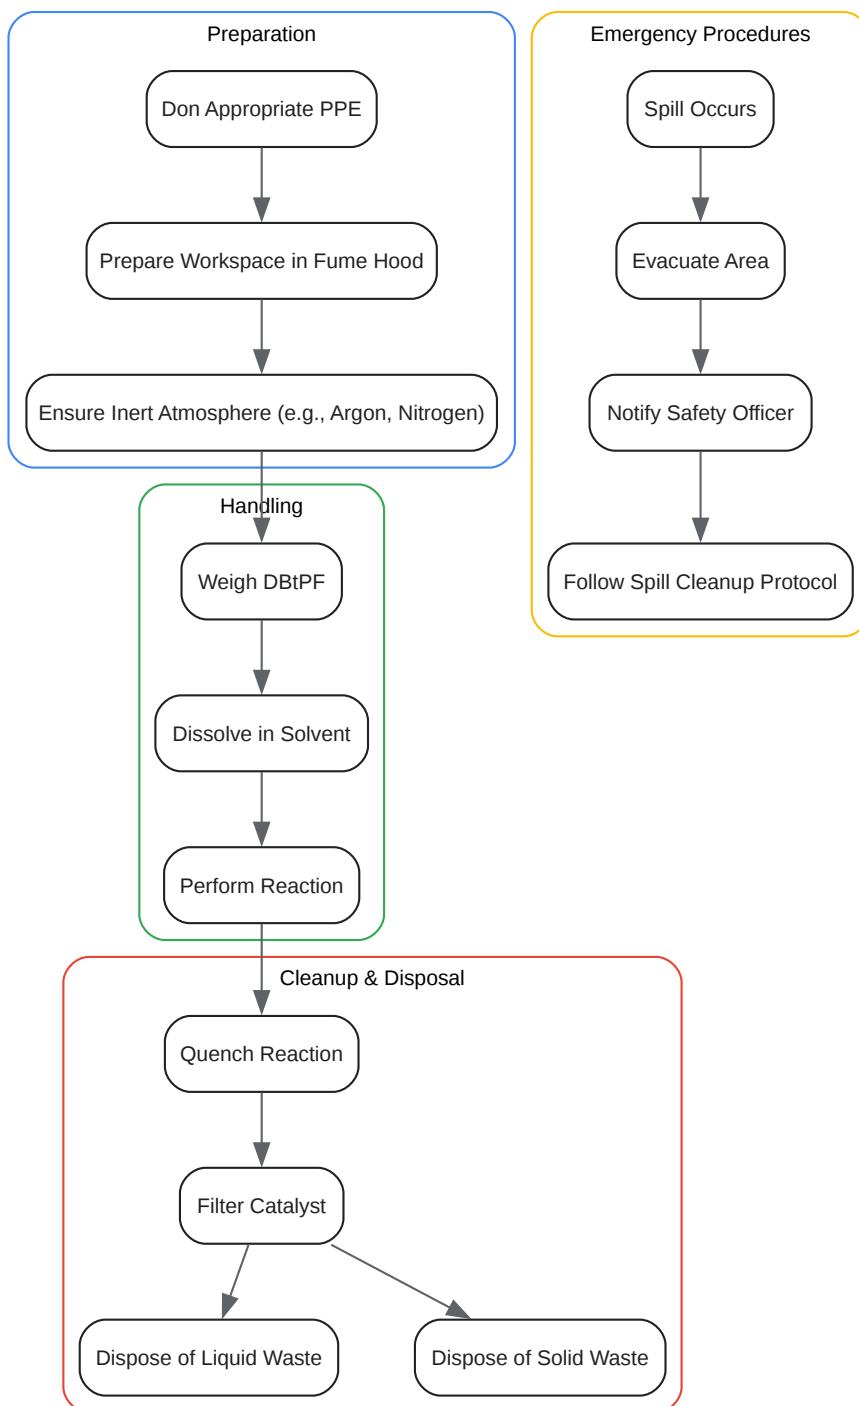 Preparation
Don Appropriate PPE
Prepare Workspace in Fume Hood
Ensure Inert Atmosphere (e.g., Argon, Nitrogen)
Handling
Weigh DBtPF
Dissolve in Solvent
Perform Reaction
Cleanup & Disposal
Quench Reaction
Filter Catalyst
Dispose of Liquid Waste
Dispose of Solid Waste
Emergency Procedures
Spill Occurs
Evacuate Area
Notify Safety Officer
Follow Spill Cleanup Protocol